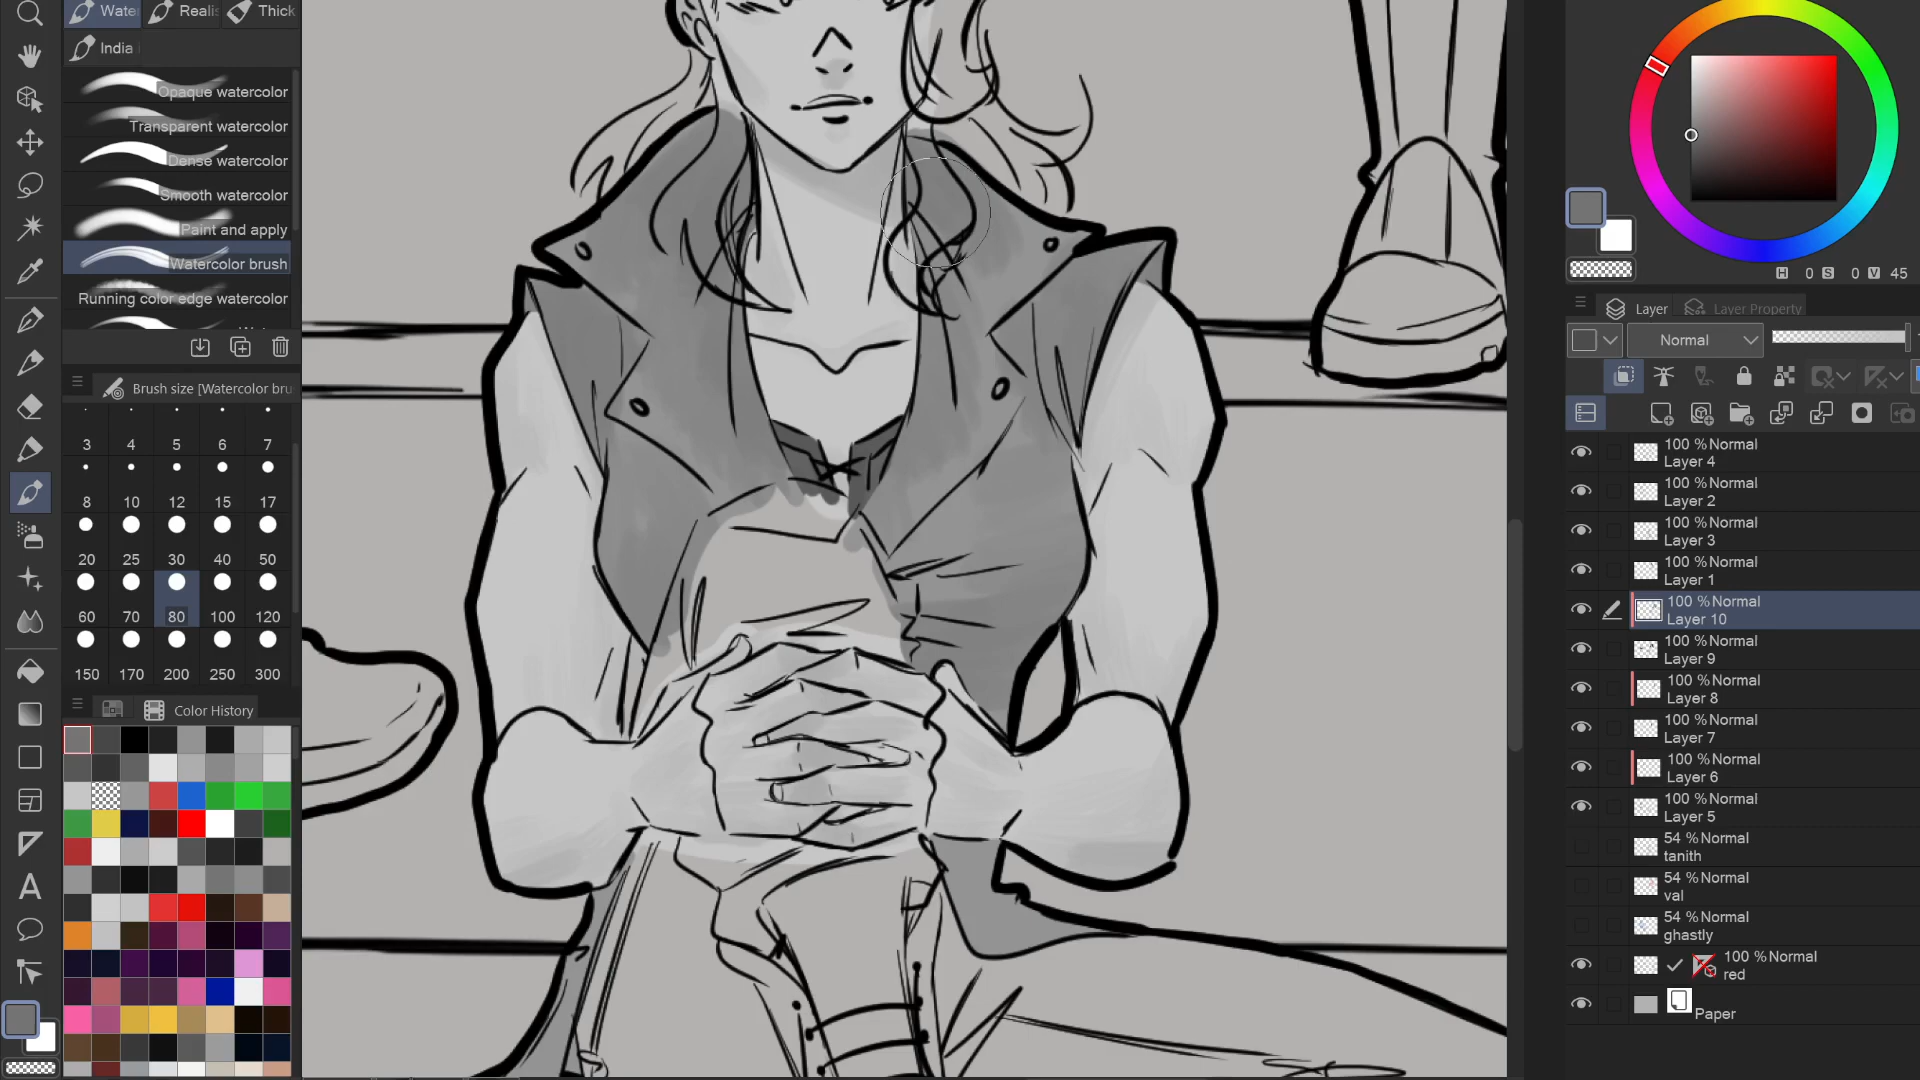 Water
Realis
Thick
India
Opaque watercolor
Transparent watercolor
Dense watercolor
Smooth watercolor
Paint and apply
Watercolor brush
Running color edge watercolor
Brush size [Watercolor bru
3 4 5 6 7
8 10 12 15 17
20 25 30 40 50
60 70 80 100 120
150 170 200 250 300
Color History
H 0 S 0 V 45
Layer
Layer Property
Normal
100 % Normal
Layer 4
100 % Normal
Layer 2
100 % Normal
Layer 3
100 % Normal
Layer 1
100 % Normal
Layer 10
100 % Normal
Layer 9
100 % Normal
Layer 8
100 % Normal
Layer 7
100 % Normal
Layer 6
100 % Normal
Layer 5
54 % Normal
tanith
54 % Normal
val
54 % Normal
ghastly
100 % Normal
red
Paper